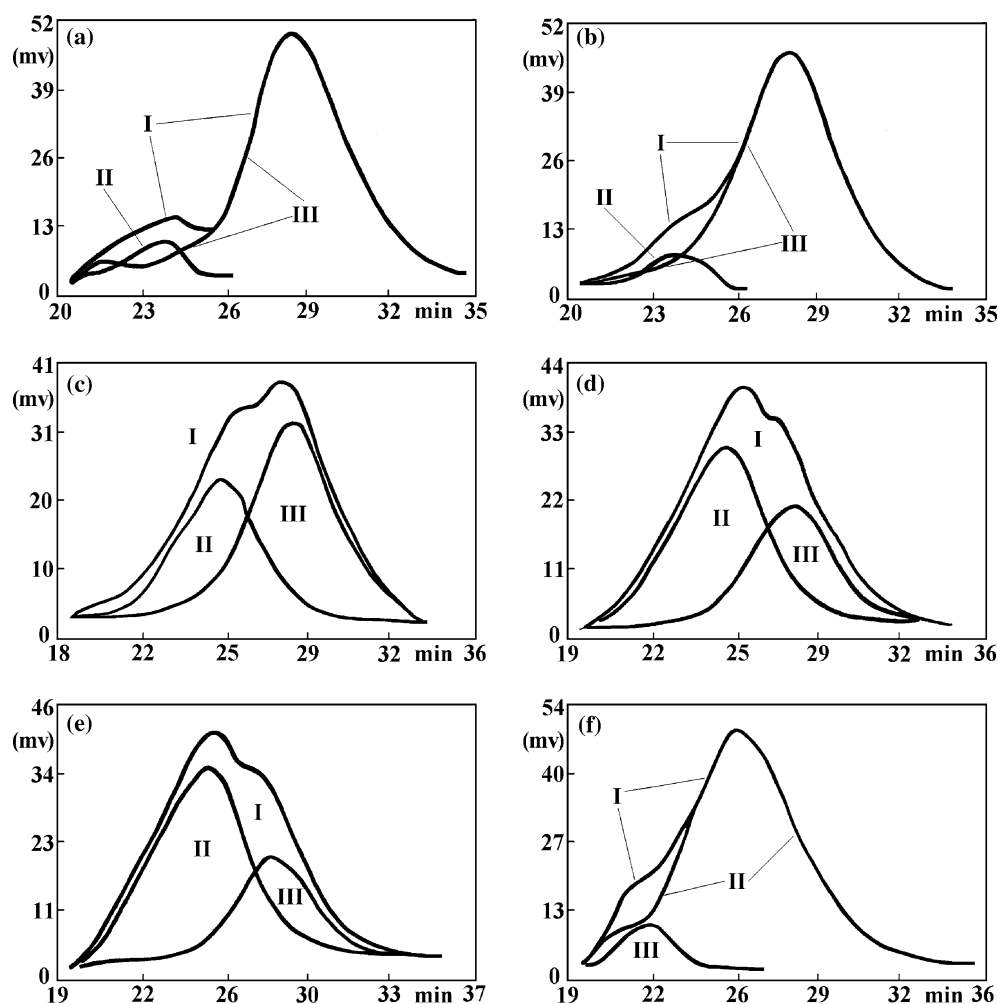 52 (a)
(mv)
39
I
26
II
III
13
0
20 23 26 29 32 min 35
52 (b)
(mv)
39
I
26
II
III
13
0
20 23 26 29 32 min 35
41 (c)
(mv)
31
I
20
II
III
10
0
18 22 25 29 32 min 36
44 (d)
(mv)
33
I
22
II
III
11
0
19 22 26 29 32 min 36
46 (e)
(mv)
34
I
23
II
III
11
0
19 22 26 30 33 min 37
54 (f)
(mv)
40
I
27
II
13
III
0
19 22 26 29 32 min 36